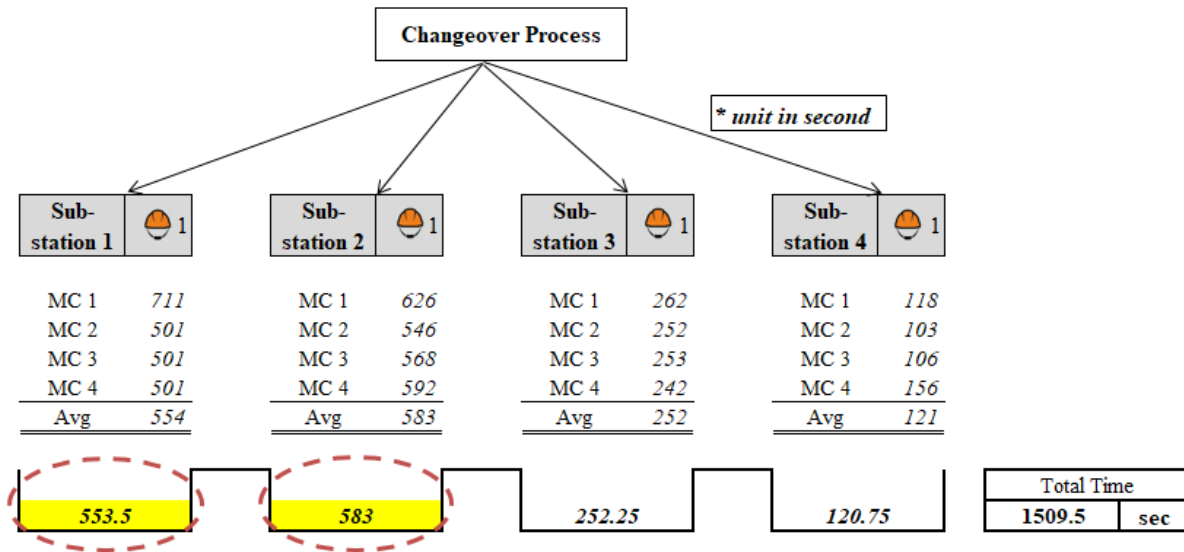 Changeover Process
* unit in second
Sub-station 1 1
Sub-station 2 1
Sub-station 3 1
Sub-station 4 1
MC 1 711 MC 1 626 MC 1 262 MC 1 118
MC 2 501 MC 2 546 MC 2 252 MC 2 103
MC 3 501 MC 3 568 MC 3 253 MC 3 106
MC 4 501 MC 4 592 MC 4 242 MC 4 156
Avg 554 Avg 583 Avg 252 Avg 121
Total Time
553.5 583 252.25 120.75 1509.5 sec